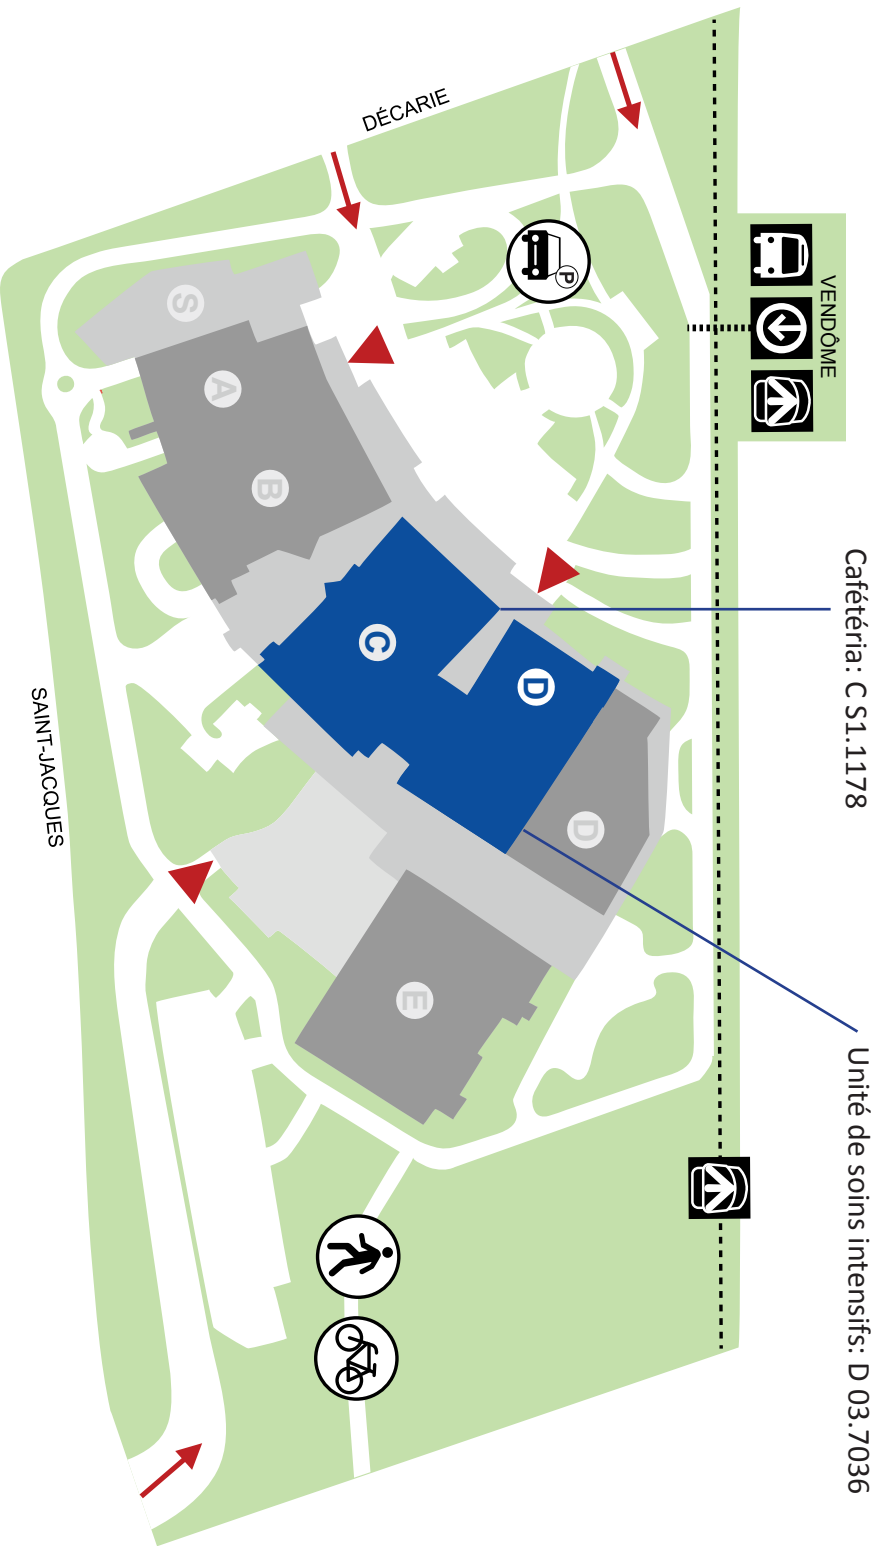 VENDÔME
Cafétéria: C S1.1178
Unité de soins intensifs: D 03.7036
DÉCARIE
P
S
A
B
C
D
D
E
SAINT-JACQUES